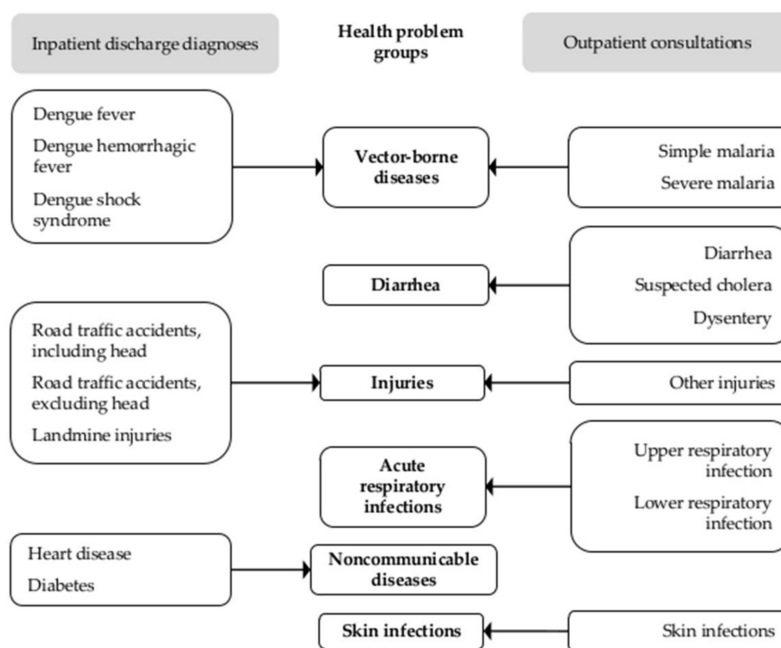 Inpatient discharge diagnoses
Health problem
groups
Outpatient consultations
Dengue fever
Dengue hemorrhagic
fever
Dengue shock
syndrome
Vector-borne
diseases
Simple malaria
Severe malaria
Diarrhea
Diarrhea
Suspected cholera
Dysentery
Road traffic accidents,
including head
Road traffic accidents,
excluding head
Landmine injuries
Injuries
Other injuries
Acute
respiratory
infections
Upper respiratory
infection
Lower respiratory
infection
Heart disease
Diabetes
Noncommunicable
diseases
Skin infections
Skin infections